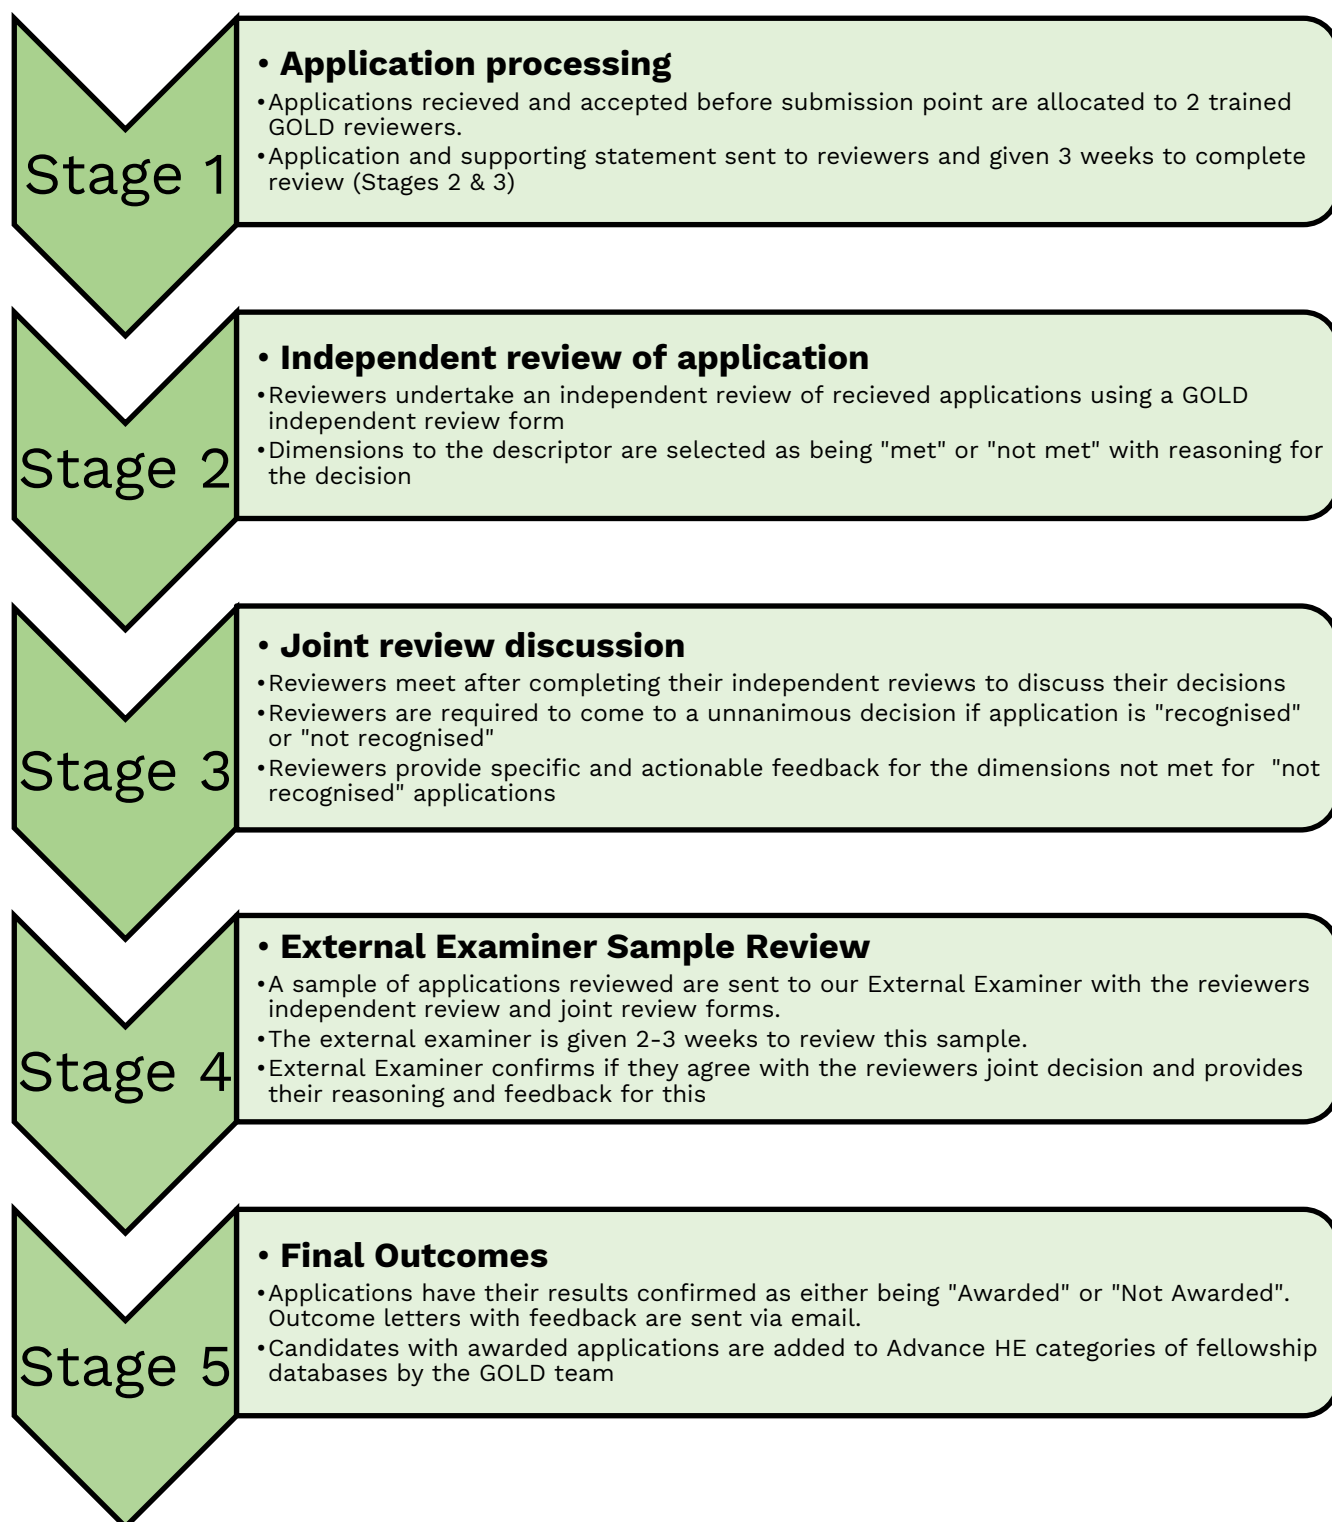 Stage 1
• Application processing
•Applications recieved and accepted before submission point are allocated to 2 trained
GOLD reviewers.
•Application and supporting statement sent to reviewers and given 3 weeks to complete
review (Stages 2 & 3)
Stage 2
• Independent review of application
•Reviewers undertake an independent review of recieved applications using a GOLD
independent review form
•Dimensions to the descriptor are selected as being "met" or "not met" with reasoning for
the decision
Stage 3
• Joint review discussion
•Reviewers meet after completing their independent reviews to discuss their decisions
•Reviewers are required to come to a unnanimous decision if application is "recognised"
or "not recognised"
•Reviewers provide specific and actionable feedback for the dimensions not met for  "not
recognised" applications
Stage 4
• External Examiner Sample Review
•A sample of applications reviewed are sent to our External Examiner with the reviewers
independent review and joint review forms.
•The external examiner is given 2-3 weeks to review this sample.
•External Examiner confirms if they agree with the reviewers joint decision and provides
their reasoning and feedback for this
Stage 5
• Final Outcomes
•Applications have their results confirmed as either being "Awarded" or "Not Awarded".
Outcome letters with feedback are sent via email.
•Candidates with awarded applications are added to Advance HE categories of fellowship
databases by the GOLD team